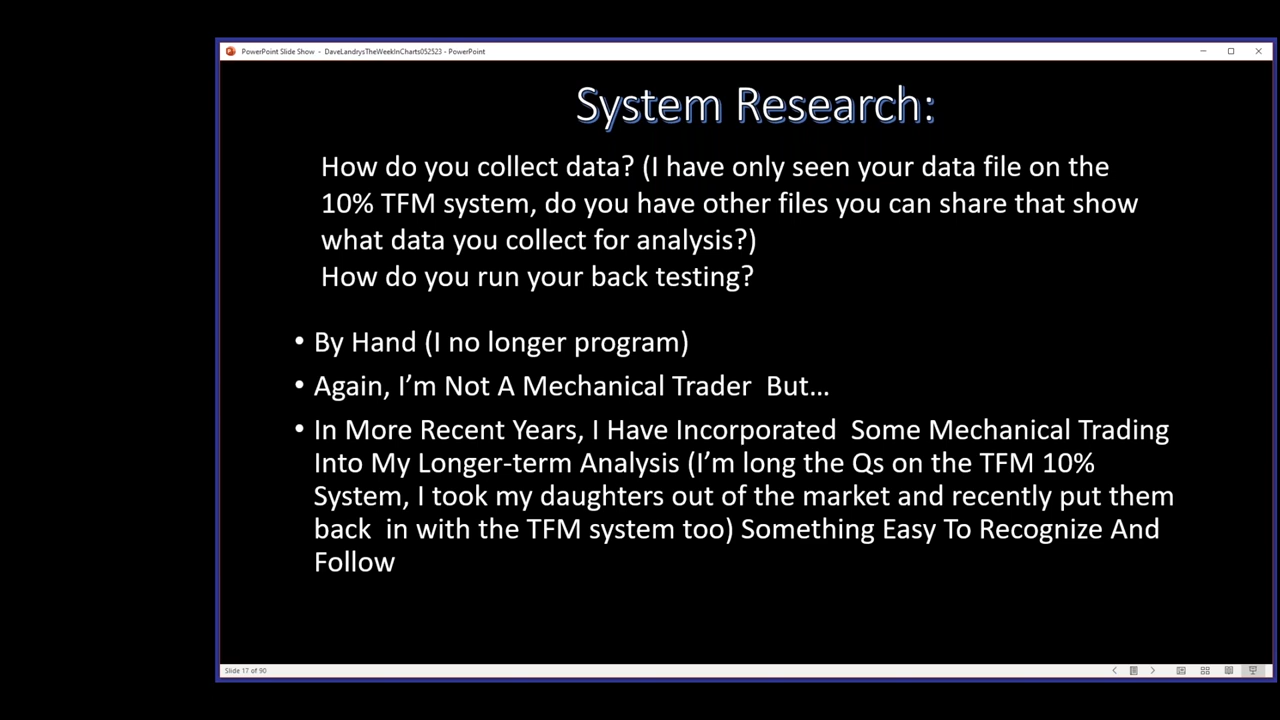 PowerPoint Slide Show - DaveLandrysTheWeekInCharts052523 - PowerPoint
System Research:
How do you collect data? (I have only seen your data file on the
10% TFM system, do you have other files you can share that show
what data you collect for analysis?)
How do you run your back testing?
• By Hand (I no longer program)
• Again, I’m Not A Mechanical Trader But…
• In More Recent Years, I Have Incorporated Some Mechanical Trading
Into My Longer-term Analysis (I’m long the Qs on the TFM 10%
System, I took my daughters out of the market and recently put them
back in with the TFM system too) Something Easy To Recognize And
Follow
Slide 17 of 90